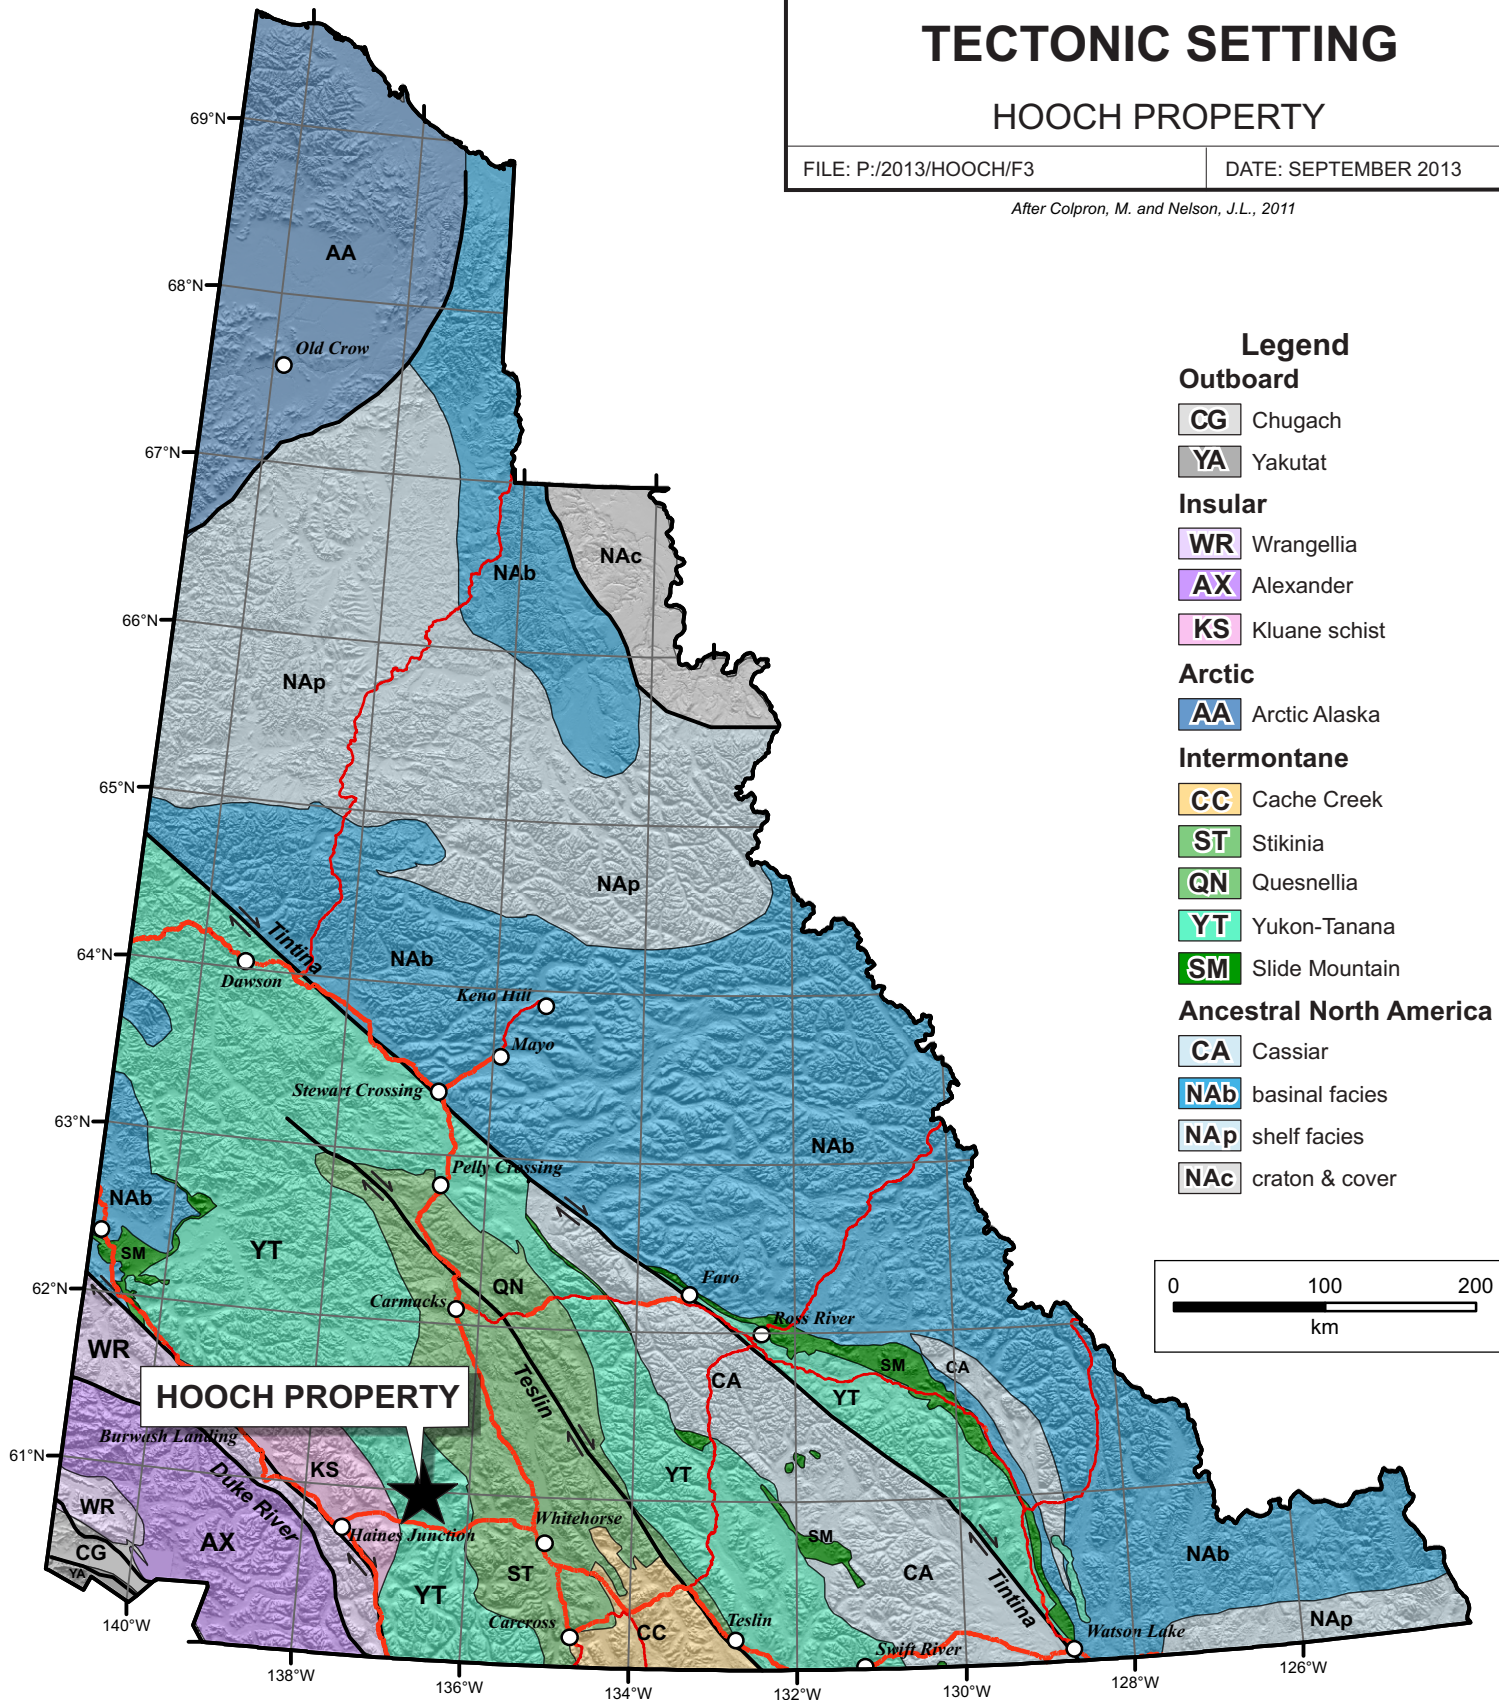 TECTONIC SETTING
HOOCH PROPERTY
FILE: P:/2013/HOOCH/F3
DATE: SEPTEMBER 2013
After Colpron, M. and Nelson, J.L., 2011
69°N
AA
68°N
Old Crow
67°N
NAc
NAb
66°N
NAp
65°N
NAp
Tintina
64°N
NAb
Dawson
Keno Hill
Mayo
Stewart Crossing
63°N
NAb
Pelly Crossing
NAb
YT
SM
62°N
QN
Faro
Carmacks
Ross River
WR
SM
CA
CA
YT
Teslin
HOOCH PROPERTY
Burwash Landing
61°N
KS
YT
Duke River
WR
Whitehorse
Haines Junction
SM
AX
CG
NAb
YA
ST
CA
YT
Tintina
Carcross
Teslin
CC
NAp
Watson Lake
Swift River
140°W
138°W
136°W
134°W
132°W
130°W
128°W
126°W
Legend
Outboard
CG Chugach
YA Yakutat
Insular
WR Wrangellia
AX Alexander
KS Kluane schist
Arctic
AA Arctic Alaska
Intermontane
CC Cache Creek
ST Stikinia
QN Quesnellia
YT Yukon-Tanana
SM Slide Mountain
Ancestral North America
CA Cassiar
NAb basinal facies
NAp shelf facies
NAc craton & cover
0 100 200
km